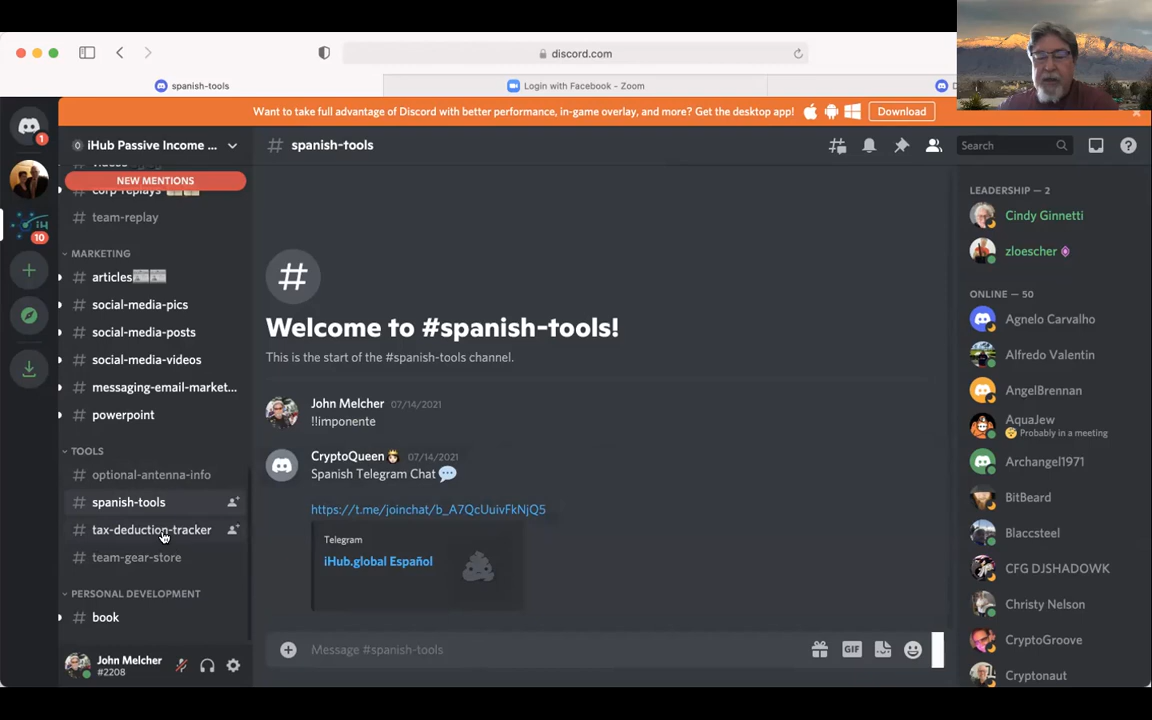 discord.com
spanish-tools
Login with Facebook - Zoom
D
Want to take full advantage of Discord with better performance, in-game overlay, and more? Get the desktop app!
Download
1
iHub Passive Income ...
# spanish-tools
Search
NEW MENTIONS
# team-replay
10
MARKETING
# articles
# social-media-pics
# social-media-posts
# social-media-videos
# messaging-email-market...
# powerpoint
TOOLS
# optional-antenna-info
# spanish-tools
# tax-deduction-tracker
# team-gear-store
PERSONAL DEVELOPMENT
# book
John Melcher
#2208
#
Welcome to #spanish-tools!
This is the start of the #spanish-tools channel.
John Melcher 07/14/2021
!!imponente
CryptoQueen 07/14/2021
Spanish Telegram Chat
https://t.me/joinchat/b_A7QcUuivFkNjQ5
Telegram
iHub.global Español
Message #spanish-tools
GIF
LEADERSHIP — 2
Cindy Ginnetti
zloescher
ONLINE — 50
Agnelo Carvalho
Alfredo Valentin
AngelBrennan
AquaJew
Probably in a meeting
Archangel1971
BitBeard
Blaccsteel
CFG DJSHADOWK
Christy Nelson
CryptoGroove
Cryptonaut